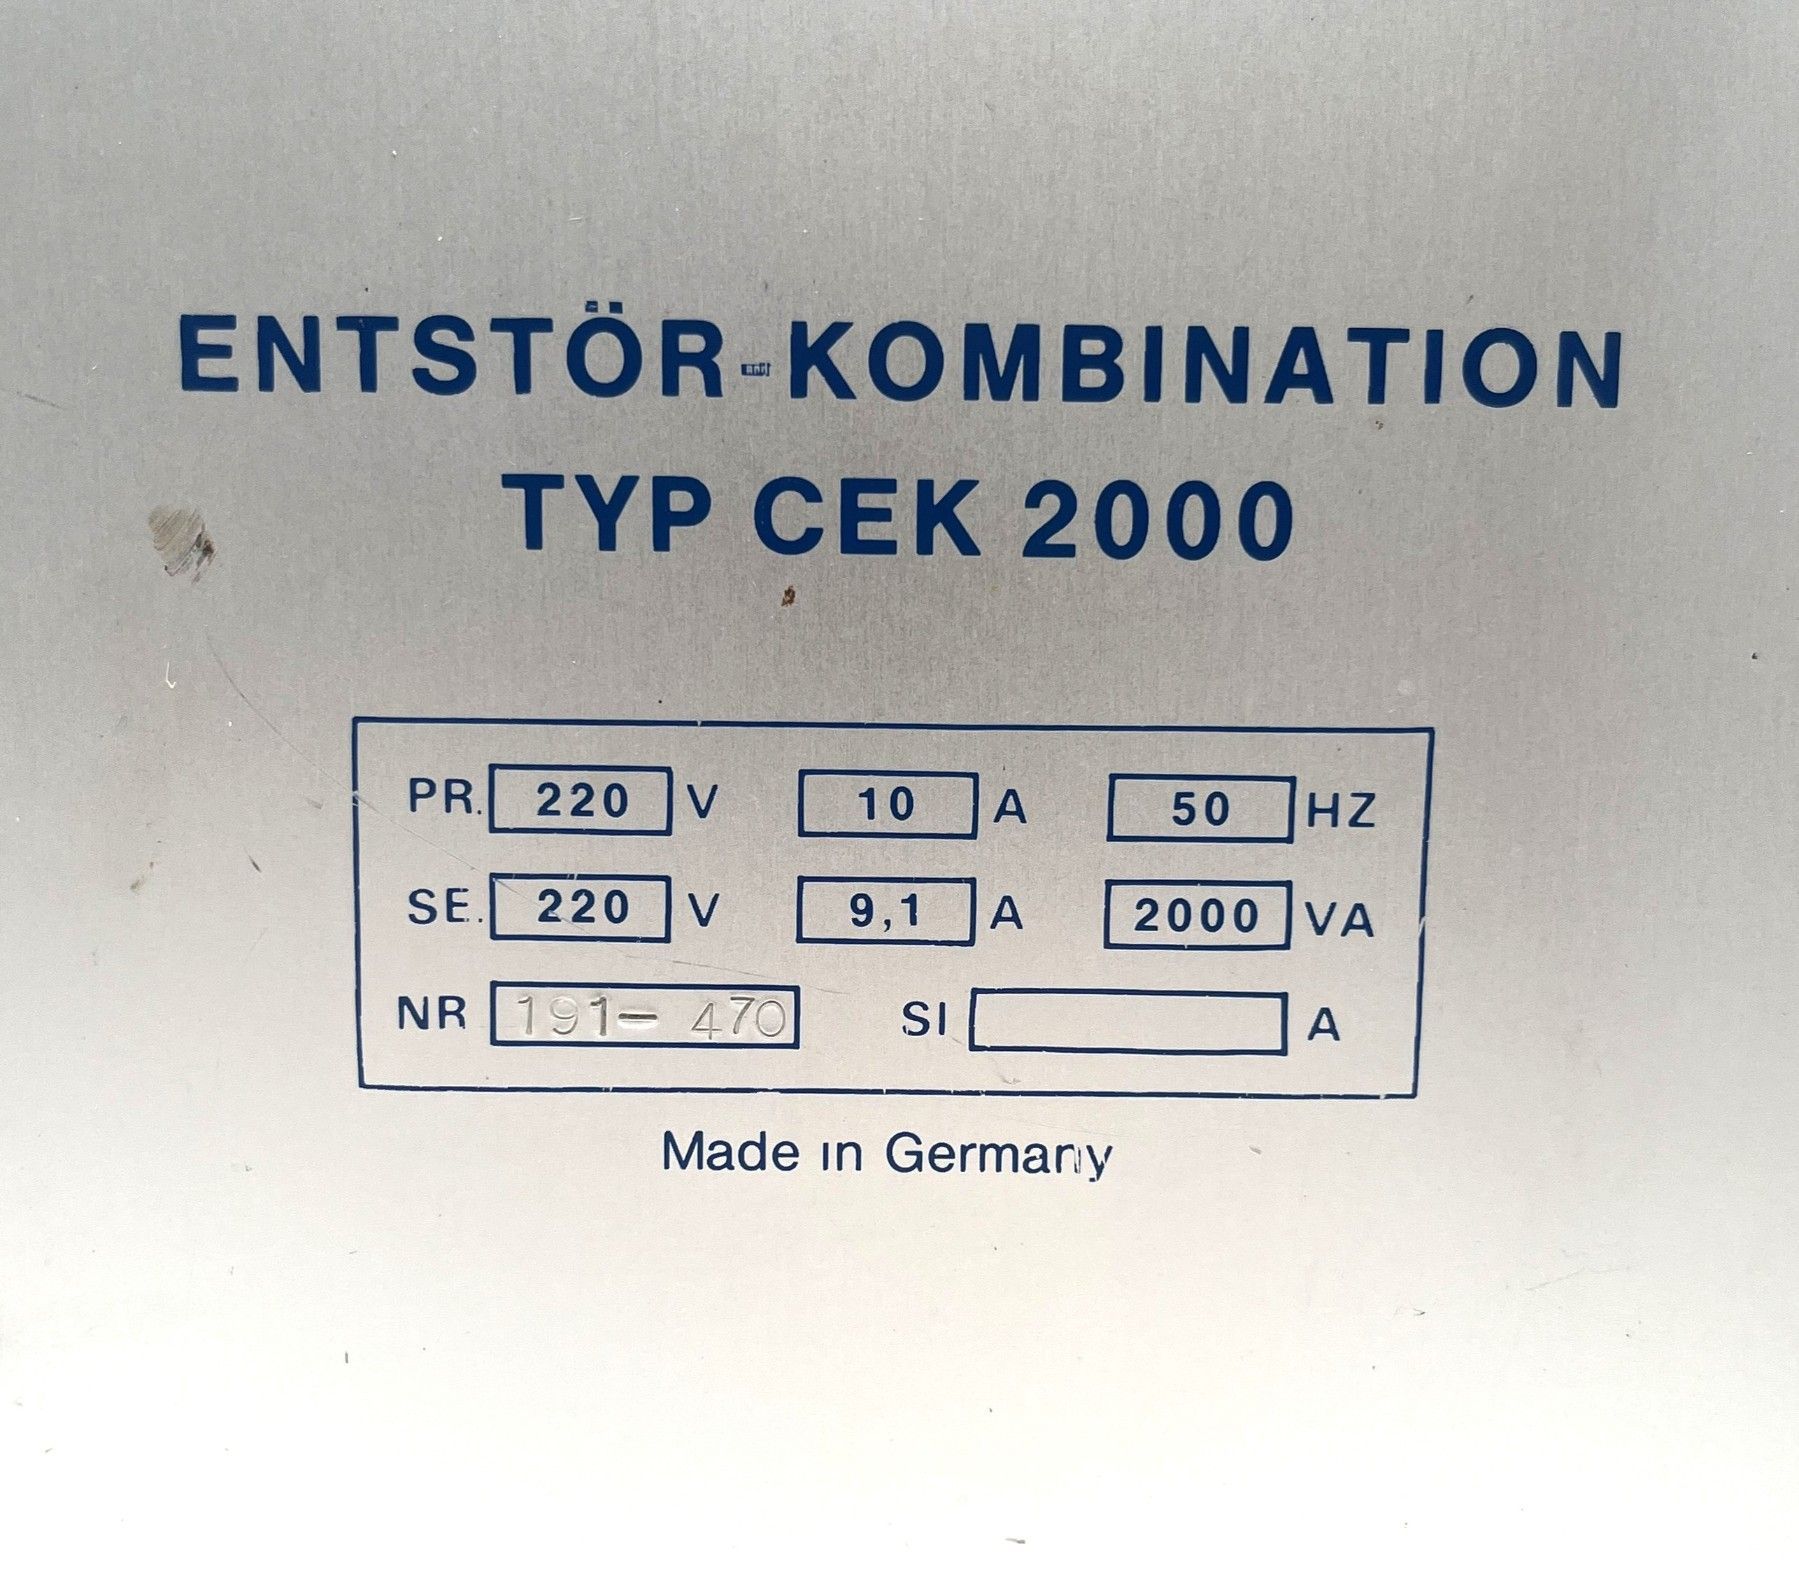 ENTSTÖR-KOMBINATION
TYP CEK 2000
PR. 220 V 10 A 50 HZ
SE. 220 V 9,1 A 2000 VA
NR 191- 470 SI A
Made in Germany